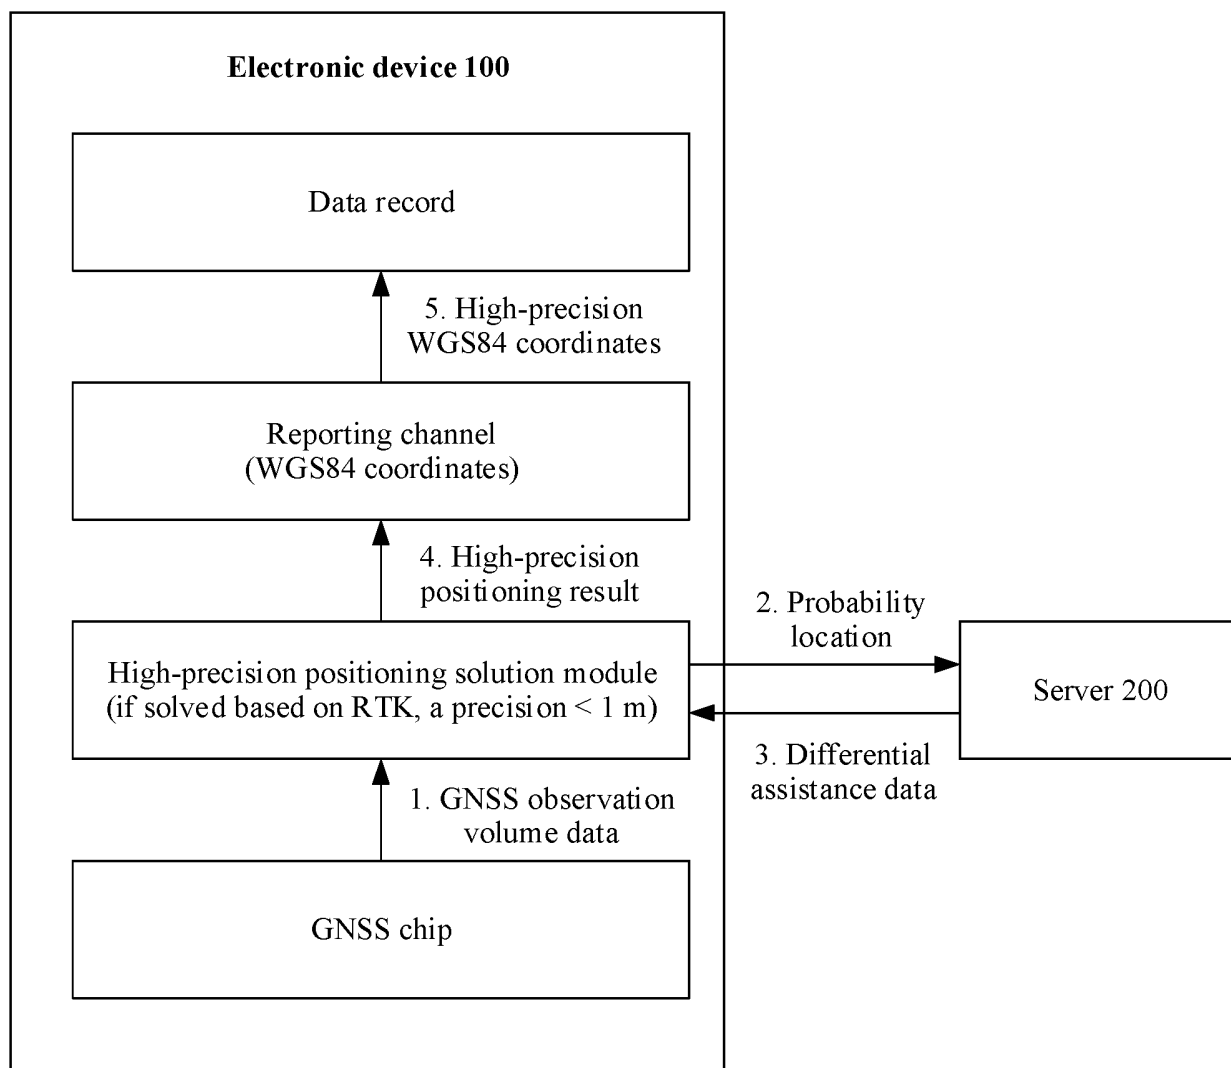 Electronic device 100
Data record
5. High-precision
WGS84 coordinates
Reporting channel
(WGS84 coordinates)
4. High-precision
positioning result
2. Probability
location
High-precision positioning solution module
(if solved based on RTK, a precision < 1 m)
Server 200
3. Differential
assistance data
1. GNSS observation
volume data
GNSS chip